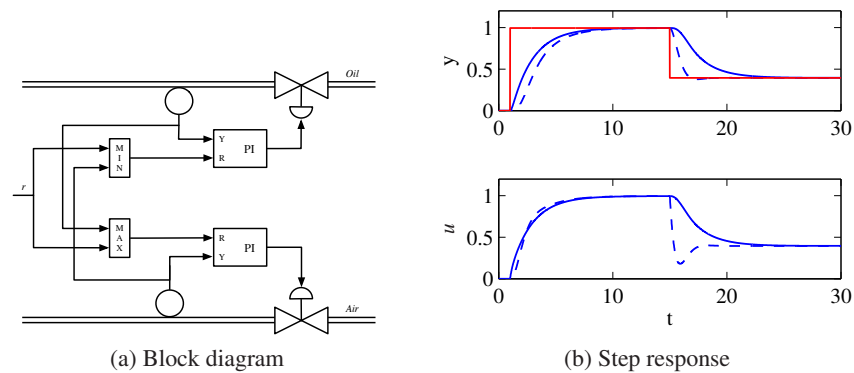 Oil
M
I
N
Y
R
PI
r
M
A
X
R
Y
PI
Air
(a) Block diagram
1
0.5
0
y
0 10 20 30
1
0.5
0
u
0 10 20 30
t
(b) Step response